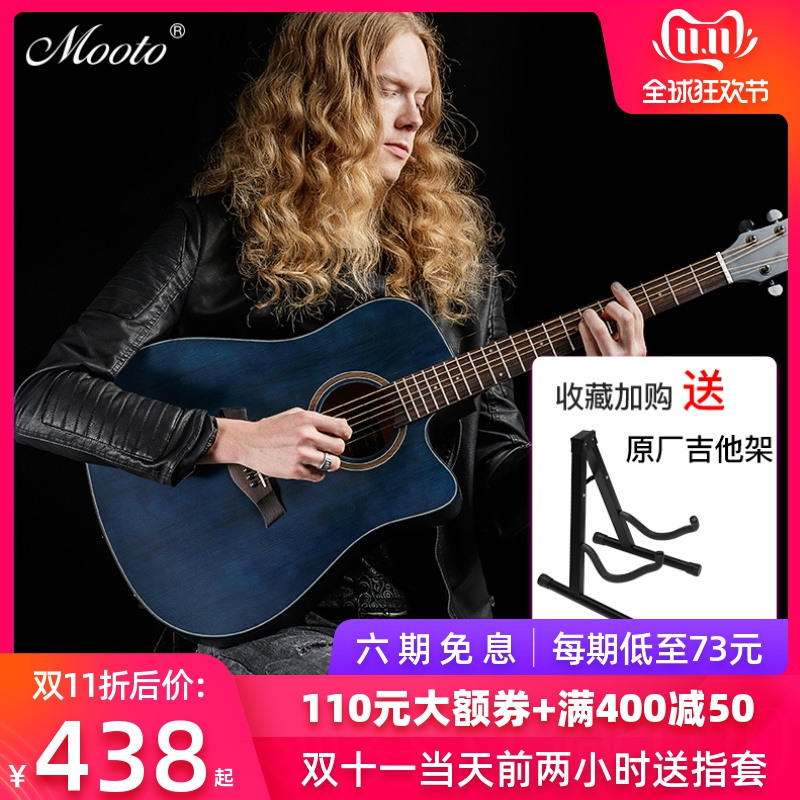 Mooto®
11.11
全球狂欢节
收藏加购 送
原厂吉他架
六期免息 | 每期低至73元
双11折后价:
¥438起
110元大额券+满400减50
双十一当天前两小时送指套